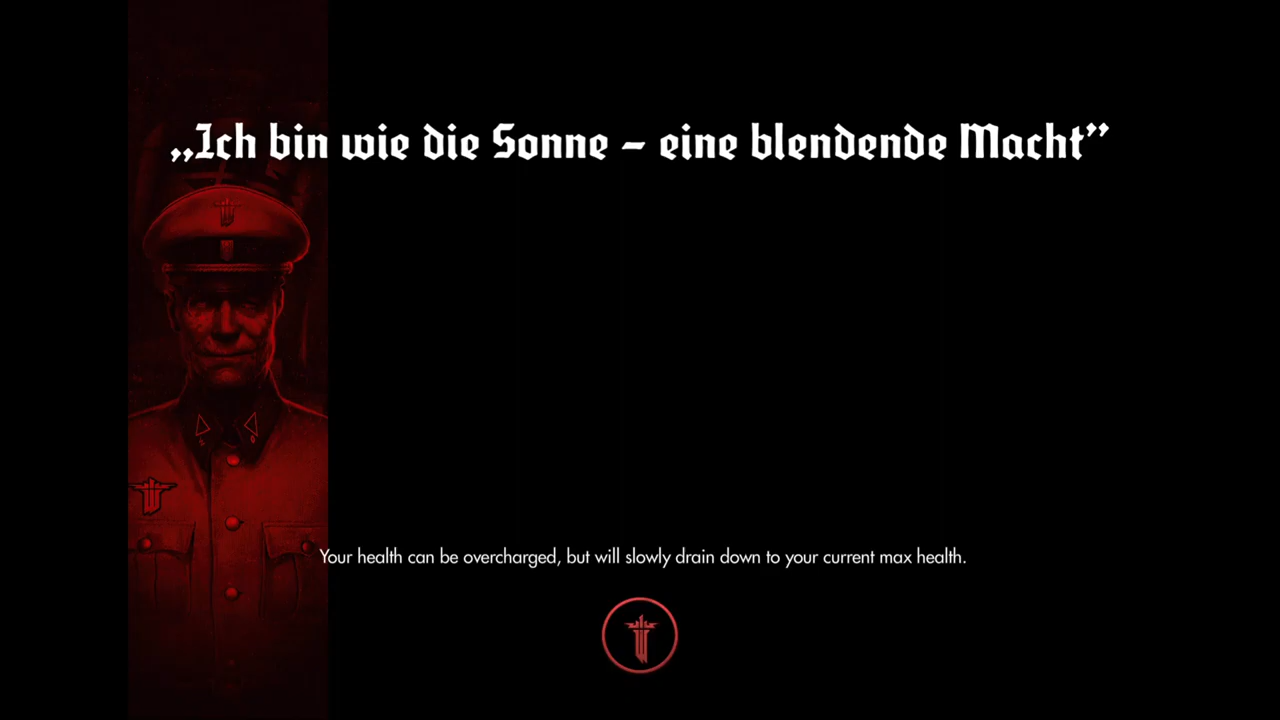 „Ich bin wie die Sonne – eine blendende Macht”
Your health can be overcharged, but will slowly drain down to your current max health.